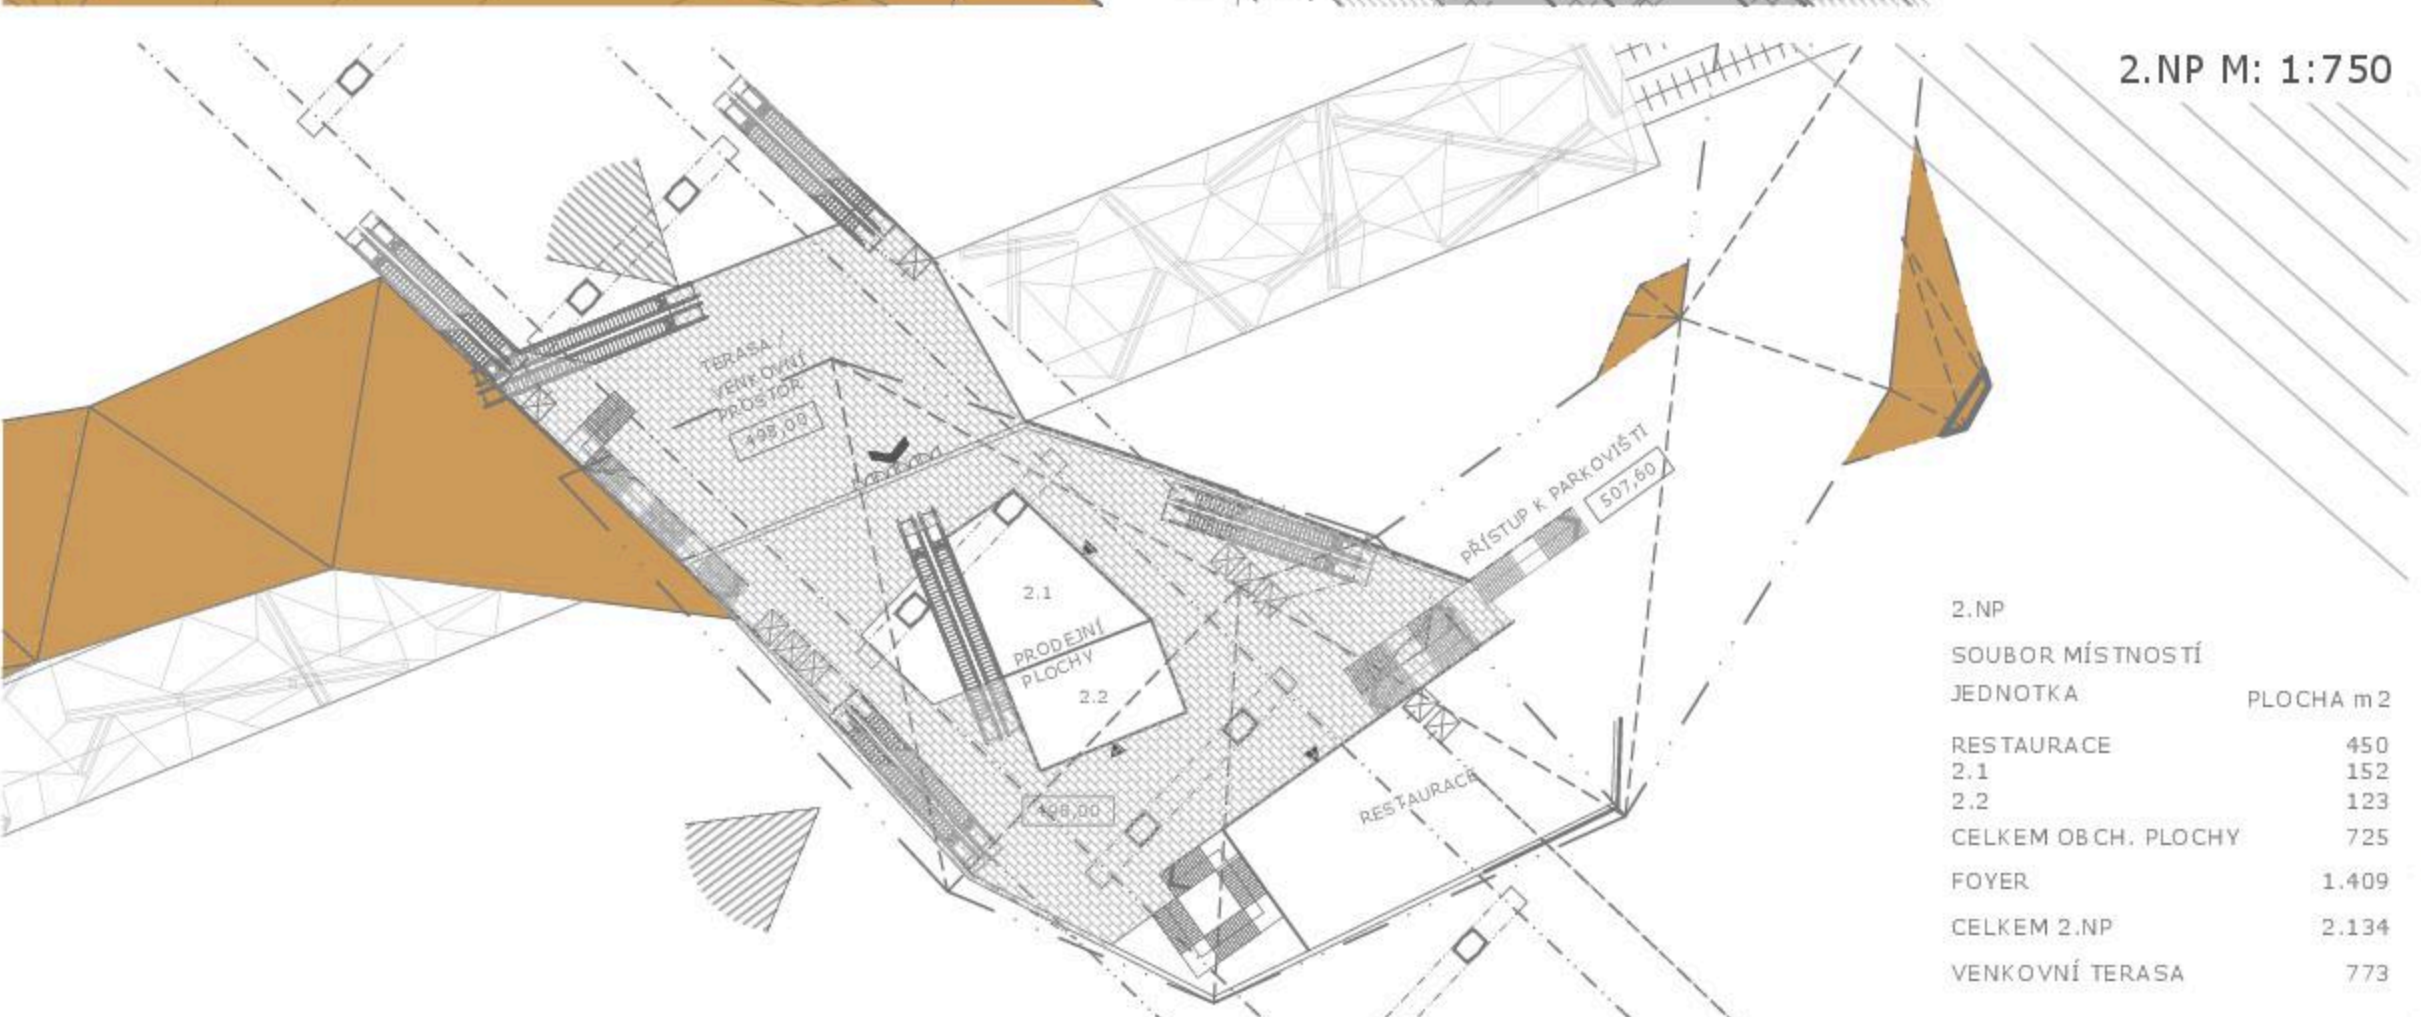 2.NP M: 1:750
TERASA /
VENKOVNÍ
PROSTOR
498,00
PŘÍSTUP K PARKOVIŠTI
507,60
2.1
PRODEJNÍ
PLOCHY
2.2
498,00
RESTAURACE
2.NP
SOUBOR MÍSTNOSTÍ
JEDNOTKA PLOCHA m2
RESTAURACE 450
2.1 152
2.2 123
CELKEM OBCH. PLOCHY 725
FOYER 1.409
CELKEM 2.NP 2.134
VENKOVNÍ TERASA 773